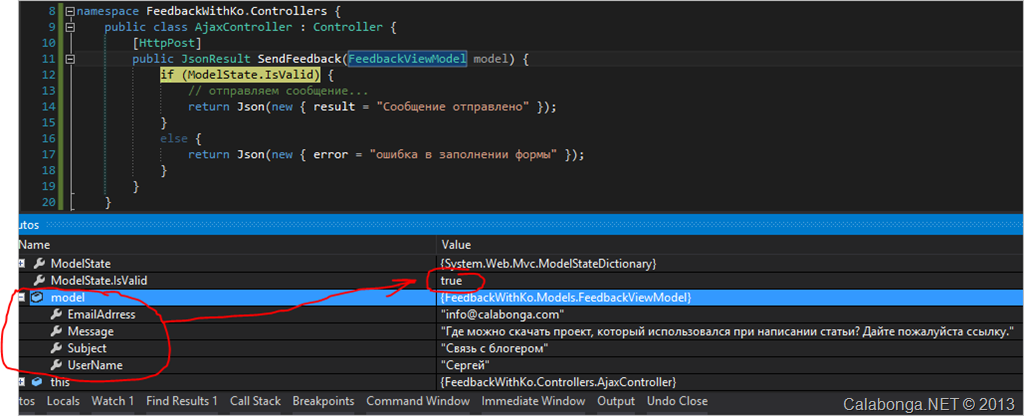 8 namespace FeedbackWithKo.Controllers {
9 public class AjaxController : Controller {
10 [HttpPost]
11 public JsonResult SendFeedback(FeedbackViewModel model) {
12 if (ModelState.IsValid) {
13 // отправляем сообщение...
14 return Json(new { result = "Сообщение отправлено" });
15 }
16 else {
17 return Json(new { error = "ошибка в заполнении формы" });
18 }
19 }
20 }
utos
Name Value
ModelState {System.Web.Mvc.ModelStateDictionary}
ModelState.IsValid true
model {FeedbackWithKo.Models.FeedbackViewModel}
EmailAdrress "info@calabonga.com"
Message "Где можно скачать проект, который использовался при написании статьи? Дайте пожалуйста ссылку."
Subject "Связь с блогером"
UserName "Сергей"
this {FeedbackWithKo.Controllers.AjaxController}
tos Locals Watch 1 Find Results 1 Call Stack Breakpoints Command Window Immediate Window Output Undo Close
Calabonga.NET © 2013